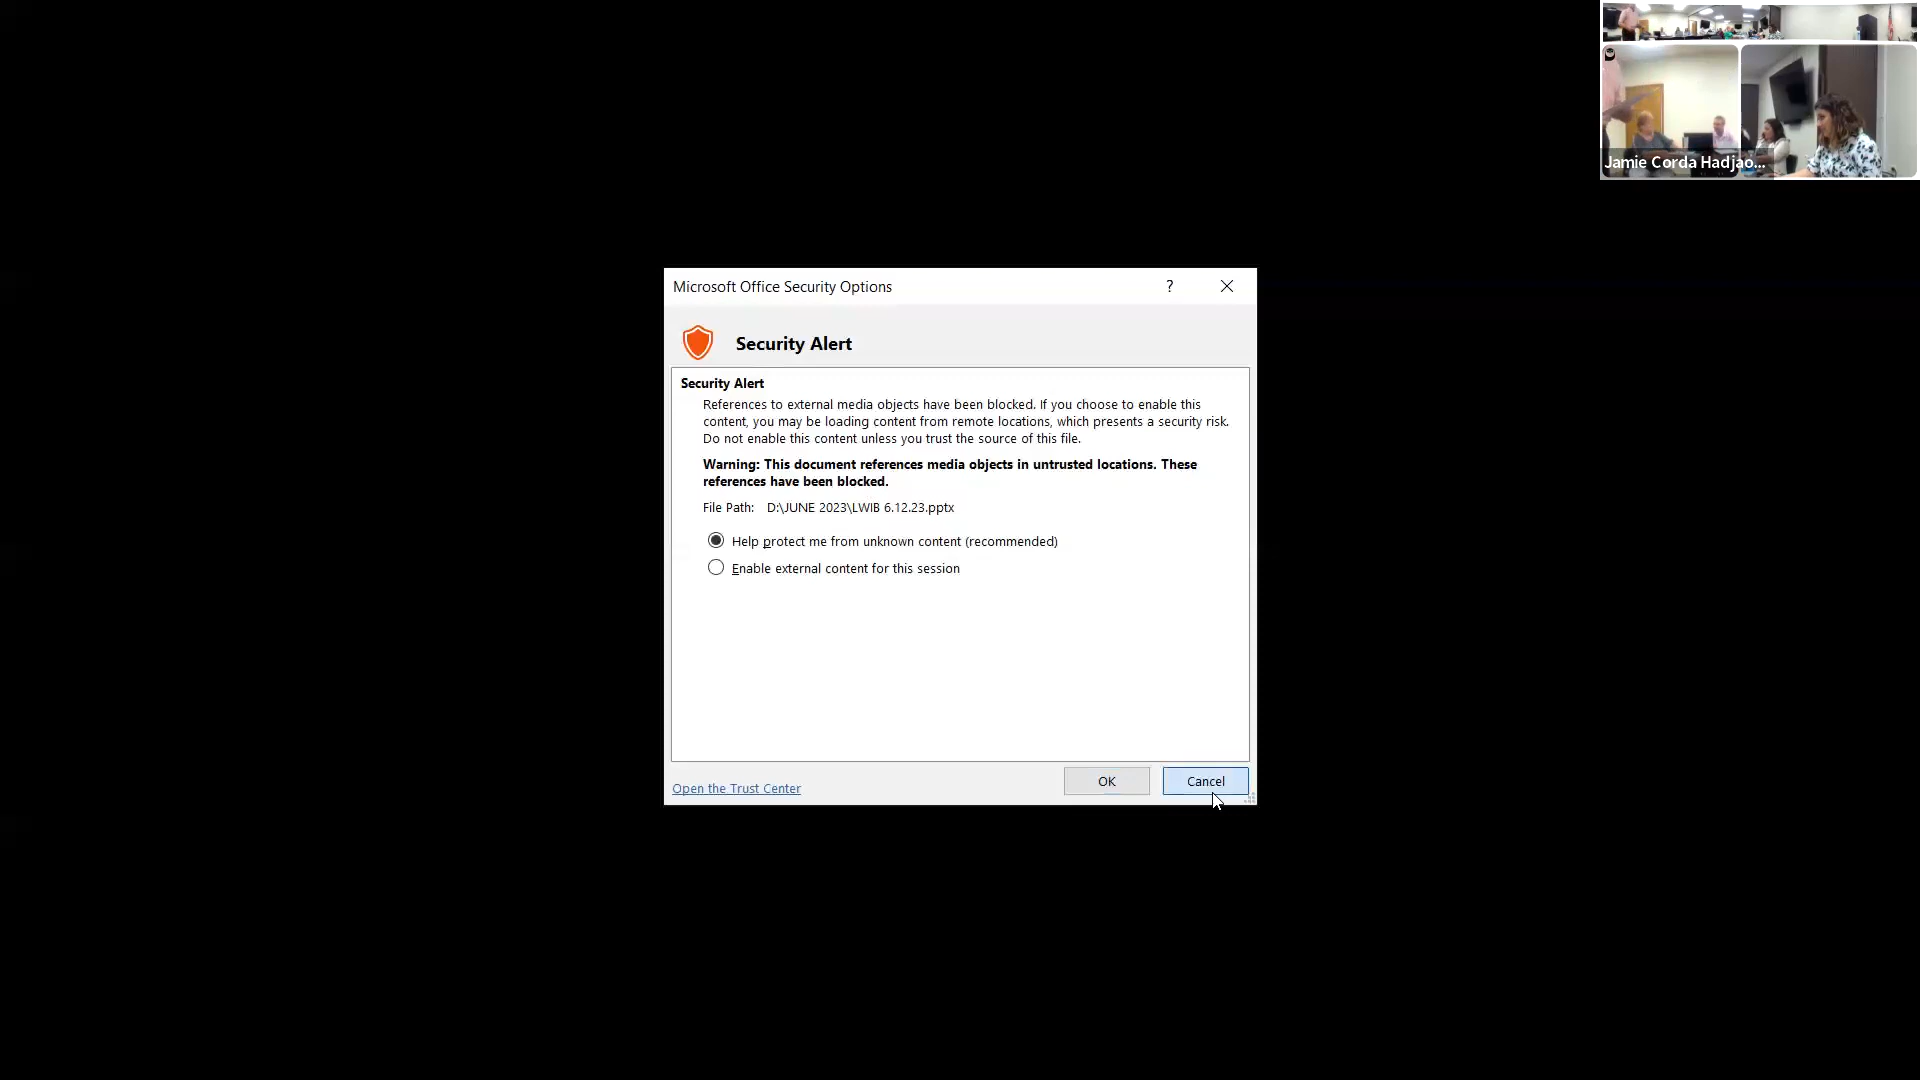 Jamie Corda Hadjao...
Microsoft Office Security Options
?
Security Alert
Security Alert
References to external media objects have been blocked. If you choose to enable this
content, you may be loading content from remote locations, which presents a security risk.
Do not enable this content unless you trust the source of this file.
Warning: This document references media objects in untrusted locations. These
references have been blocked.
File Path: D:\JUNE 2023\LWIB 6.12.23.pptx
Help protect me from unknown content (recommended)
Enable external content for this session
Open the Trust Center
OK
Cancel